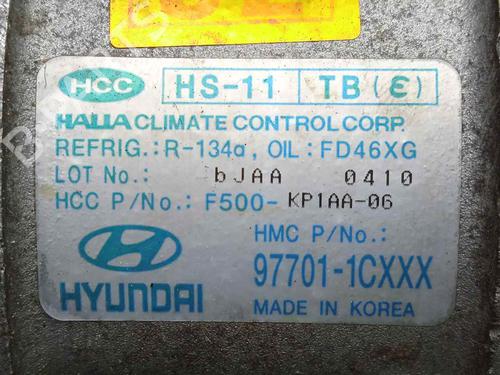 HCC HS-11 TB (ε)
HALLA CLIMATE CONTROL CORP.
REFRIG.: R-134a, OIL: FD46XG
LOT No.: bJAA 0410
HCC P/No.: F500-KP1AA-06
HMC P/No.:
97701-1CXXX
HYUNDAI
MADE IN KOREA